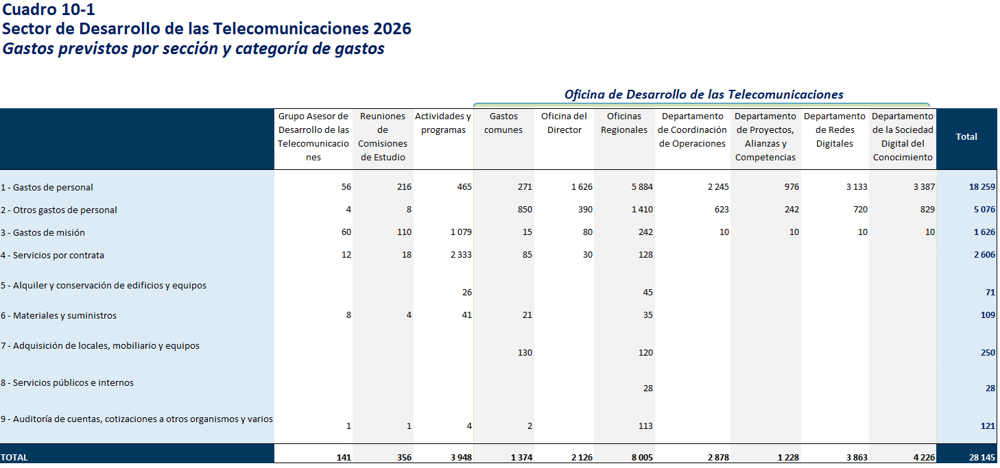 Cuadro 10-1
Sector de Desarrollo de las Telecomunicaciones 2026
Gastos previstos por sección y categoría de gastos
Oficina de Desarrollo de las Telecomunicaciones
Grupo Asesor de Desarrollo de las Telecomunicacio nes Reuniones de Comisiones de Estudio Actividades y programas Gastos comunes Oficina del Director Oficinas Regionales Departamento de Coordinación de Operaciones Departamento de Proyectos, Alianzas y Competencias Departamento de Redes Digitales Departamento de la Sociedad Digital del Conocimiento Total
1 - Gastos de personal 56 216 465 271 1 626 5 884 2 245 976 3 133 3 387 18 259
2 - Otros gastos de personal 4 8 850 390 1 410 623 242 720 829 5 076
3 - Gastos de misión 60 110 1 079 15 80 242 10 10 10 10 1 626
4 - Servicios por contrata 12 18 2 333 85 30 128 2 606
5 - Alquiler y conservación de edificios y equipos 26 45 71
6 - Materiales y suministros 8 4 41 21 35 109
7 - Adquisición de locales, mobiliario y equipos 130 120 250
8 - Servicios públicos e internos 28 28
9 - Auditoría de cuentas, cotizaciones a otros organismos y varios 1 1 4 2 113 121
TOTAL 141 356 3 948 1 374 2 126 8 005 2 878 1 228 3 863 4 226 28 145